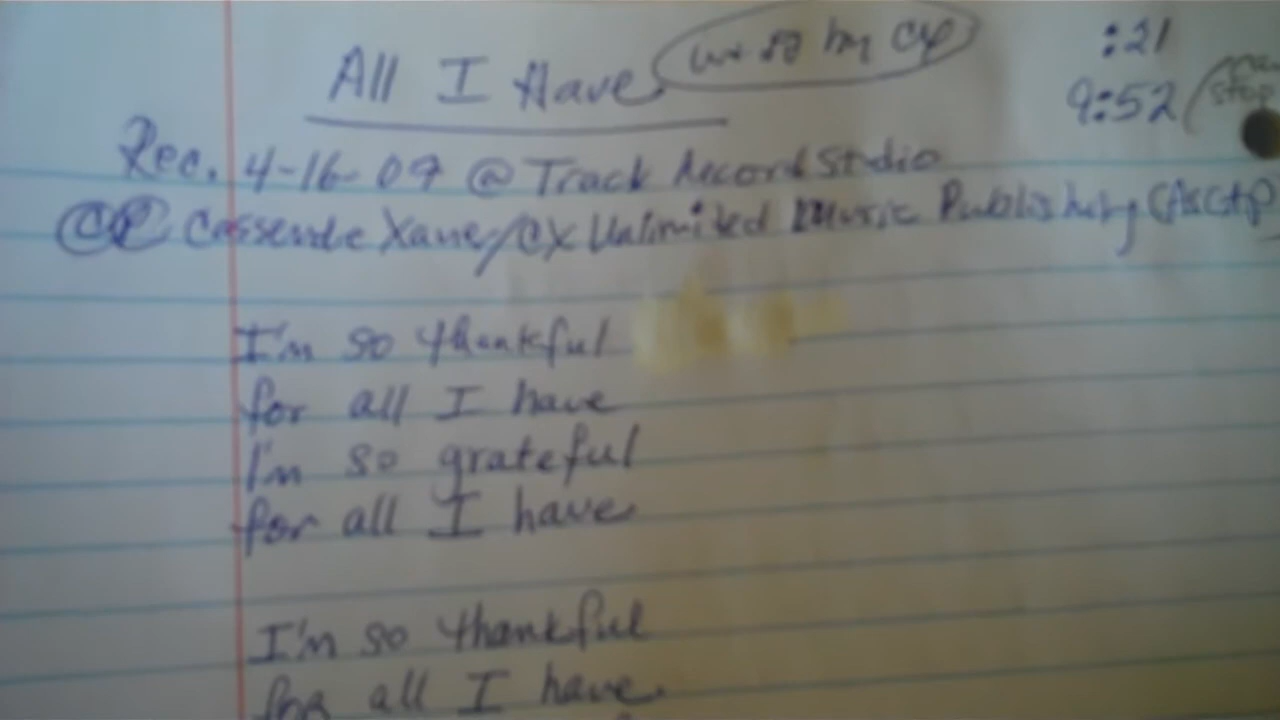 All I Have
:21
9:52
Rec. 4-16-09 @ Track Record Studio
©℗ Xane/CX Unlimited Music Publishing (ASCAP)
I'm so thankful
for all I have
I'm so grateful
for all I have
I'm so thankful
for all I have